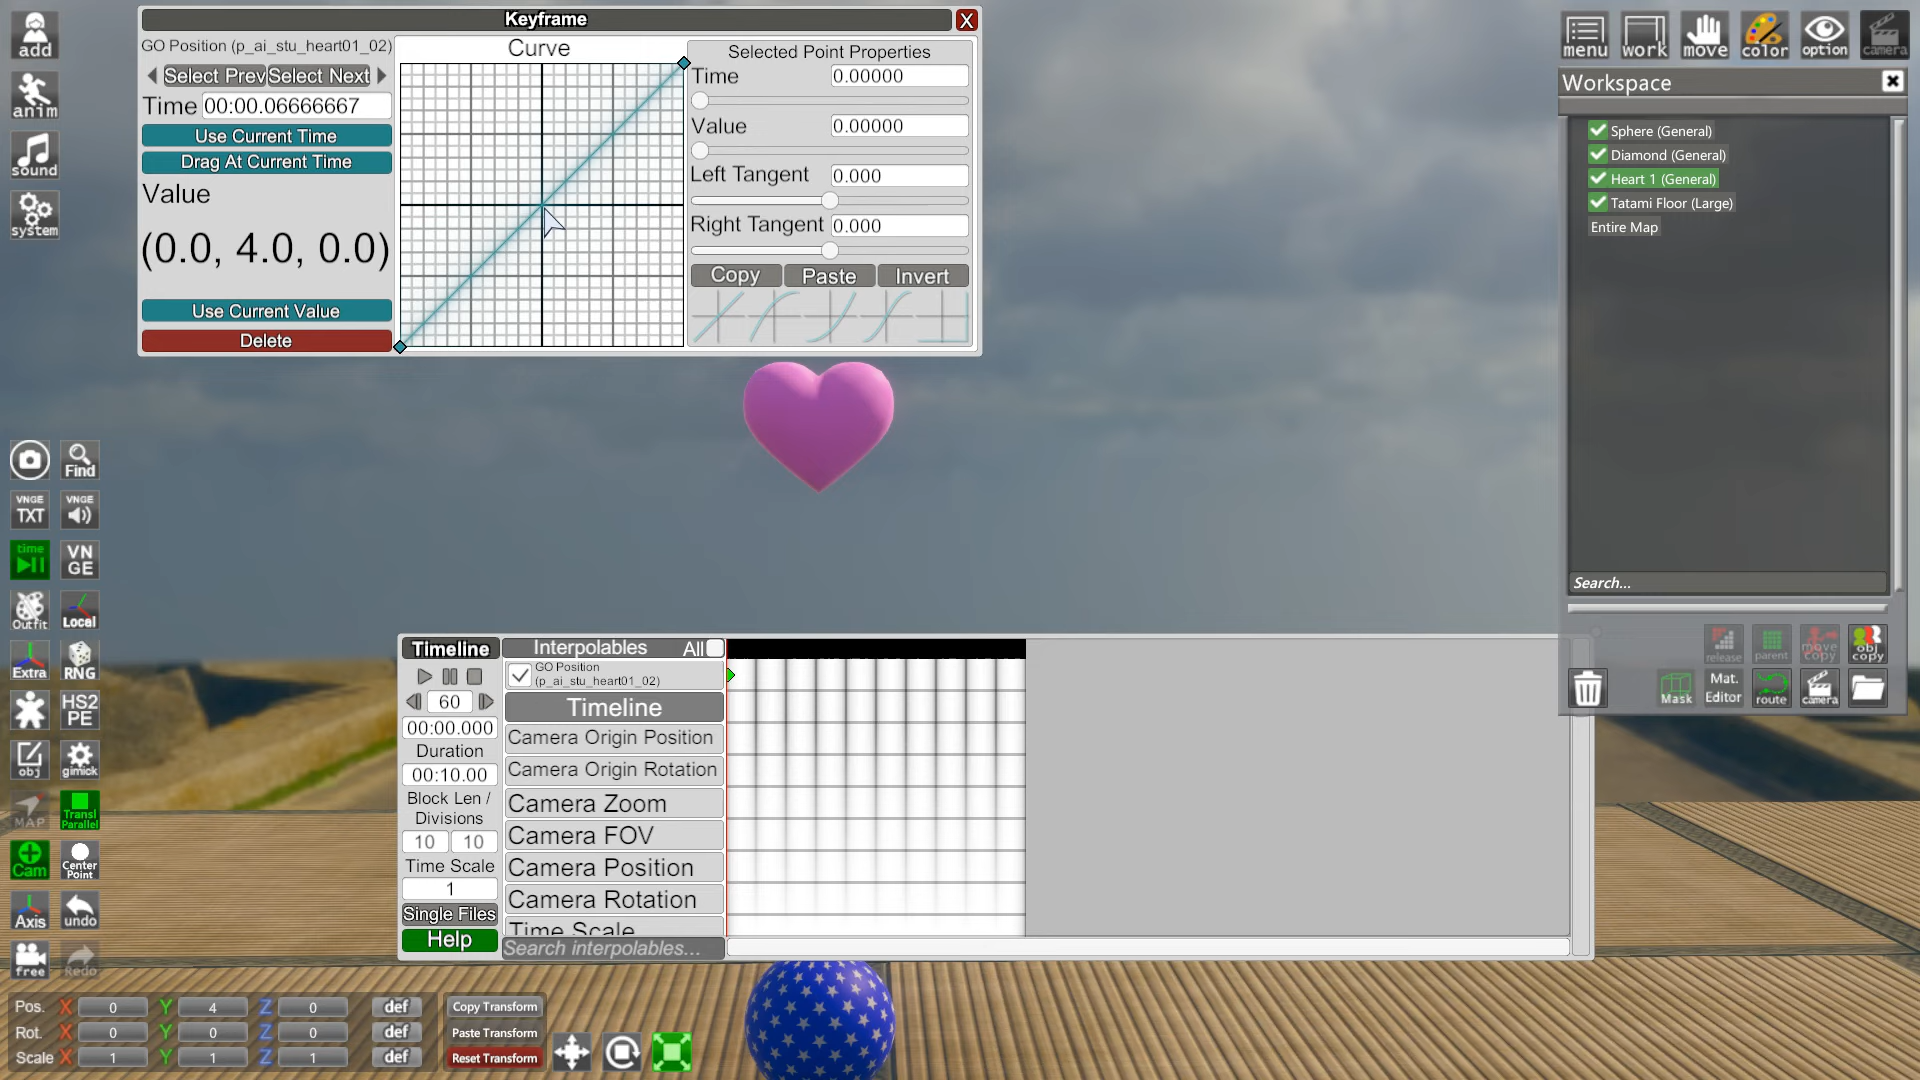 add
anim
sound
system
Keyframe
X
GO Position (p_ai_stu_heart01_02)
Select Prev
Select Next
Time
00:00.06666667
Use Current Time
Drag At Current Time
Value
(0.0, 4.0, 0.0)
Use Current Value
Delete
Curve
Selected Point Properties
Time
0.00000
Value
0.00000
Left Tangent
0.000
Right Tangent
0.000
Copy
Paste
Invert
menu
work
move
color
option
camera
Workspace
Sphere (General)
Diamond (General)
Heart 1 (General)
Tatami Floor (Large)
Entire Map
Search...
release
parent
move copy
obj copy
Mask
Mat. Editor
route
camera
Find
VNGE TXT
VNGE
time
VN GE
Outfit
Local
Extra
RNG
HS2 PE
obj
gimick
MAP
Transl Parallel
Cam
Center Point
Axis
undo
free
Redo
Timeline
60
00:00.000
Duration
00:10.00
Block Len / Divisions
10
10
Time Scale
1
Single Files
Help
Interpolables
All
GO Position
(p_ai_stu_heart01_02)
Timeline
Camera Origin Position
Camera Origin Rotation
Camera Zoom
Camera FOV
Camera Position
Camera Rotation
Time Scale
Search interpolables...
Pos. X 0 Y 4 Z 0 def
Rot. X 0 Y 0 Z 0 def
Scale X 1 Y 1 Z 1 def
Copy Transform
Paste Transform
Reset Transform